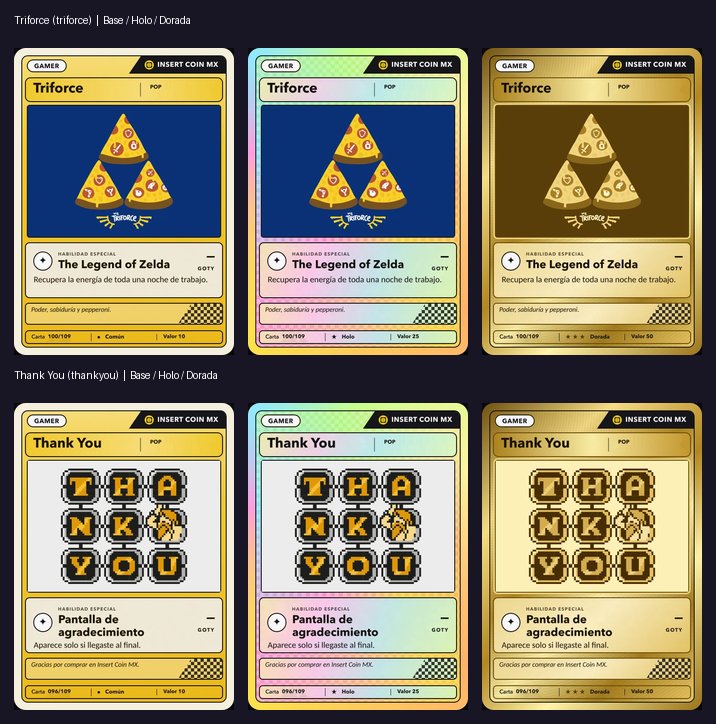 Triforce (triforce) | Base / Holo / Dorada
GAMER
INSERT COIN MX
Triforce
POP
THE
TRIFORCE
HABILIDAD ESPECIAL
The Legend of Zelda
—
GOTY
Recupera la energía de toda una noche de trabajo.
Poder, sabiduría y pepperoni.
Carta 100/109
Común
Valor 10
GAMER
INSERT COIN MX
Triforce
POP
THE
TRIFORCE
HABILIDAD ESPECIAL
The Legend of Zelda
—
GOTY
Recupera la energía de toda una noche de trabajo.
Poder, sabiduría y pepperoni.
Carta 100/109
★ Holo
Valor 25
GAMER
INSERT COIN MX
Triforce
POP
THE
TRIFORCE
HABILIDAD ESPECIAL
The Legend of Zelda
—
GOTY
Recupera la energía de toda una noche de trabajo.
Poder, sabiduría y pepperoni.
Carta 100/109
★★★ Dorada
Valor 50
Thank You (thankyou) | Base / Holo / Dorada
GAMER
INSERT COIN MX
Thank You
POP
T H A
N K
Y O U
HABILIDAD ESPECIAL
Pantalla de
agradecimiento
—
GOTY
Aparece solo si llegaste al final.
Gracias por comprar en Insert Coin MX.
Carta 096/109
Común
Valor 10
GAMER
INSERT COIN MX
Thank You
POP
T H A
N K
Y O U
HABILIDAD ESPECIAL
Pantalla de
agradecimiento
—
GOTY
Aparece solo si llegaste al final.
Gracias por comprar en Insert Coin MX.
Carta 096/109
★ Holo
Valor 25
GAMER
INSERT COIN MX
Thank You
POP
T H A
N K
Y O U
HABILIDAD ESPECIAL
Pantalla de
agradecimiento
—
GOTY
Aparece solo si llegaste al final.
Gracias por comprar en Insert Coin MX.
Carta 096/109
★★★ Dorada
Valor 50